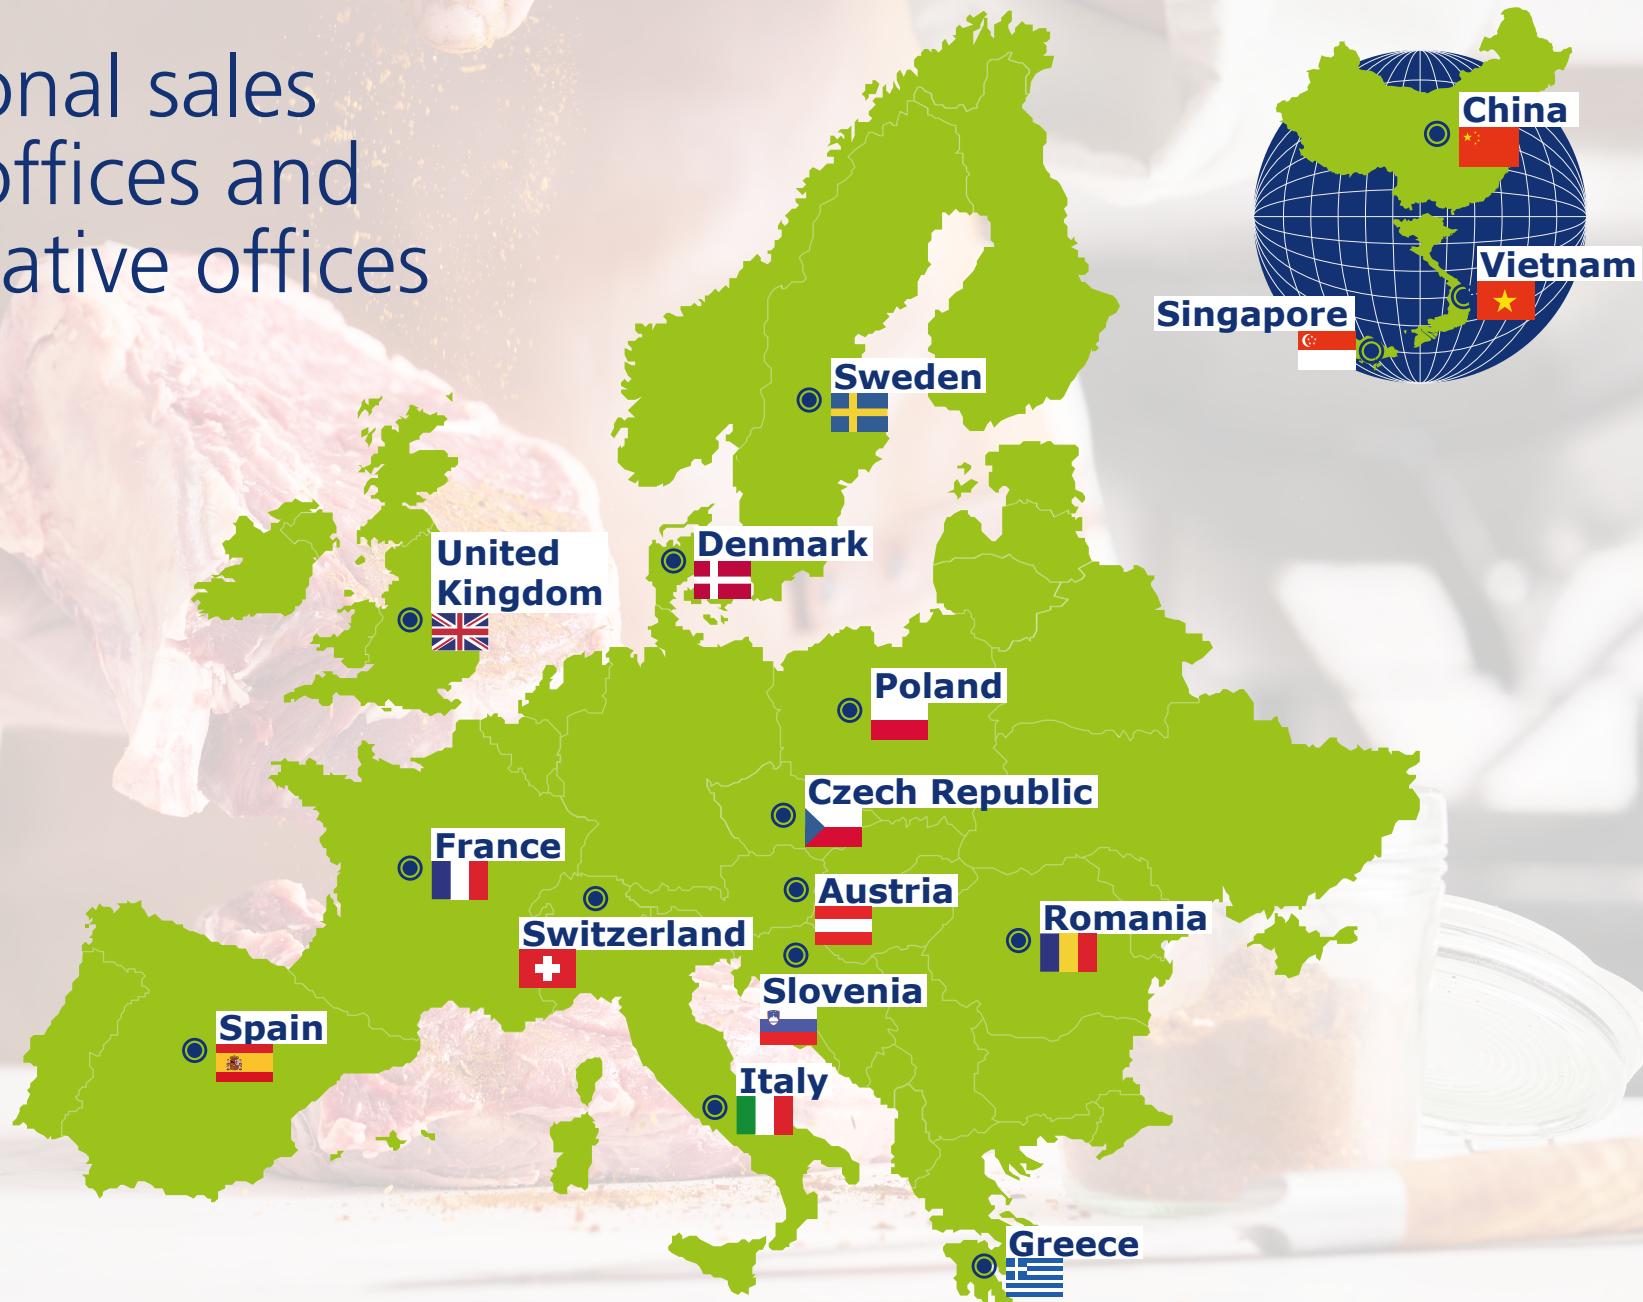 onal sales
offices and
ative offices
China
Vietnam
Singapore
Sweden
United
Kingdom
Denmark
Poland
Czech Republic
France
Austria
Switzerland
Romania
Slovenia
Spain
Italy
Greece